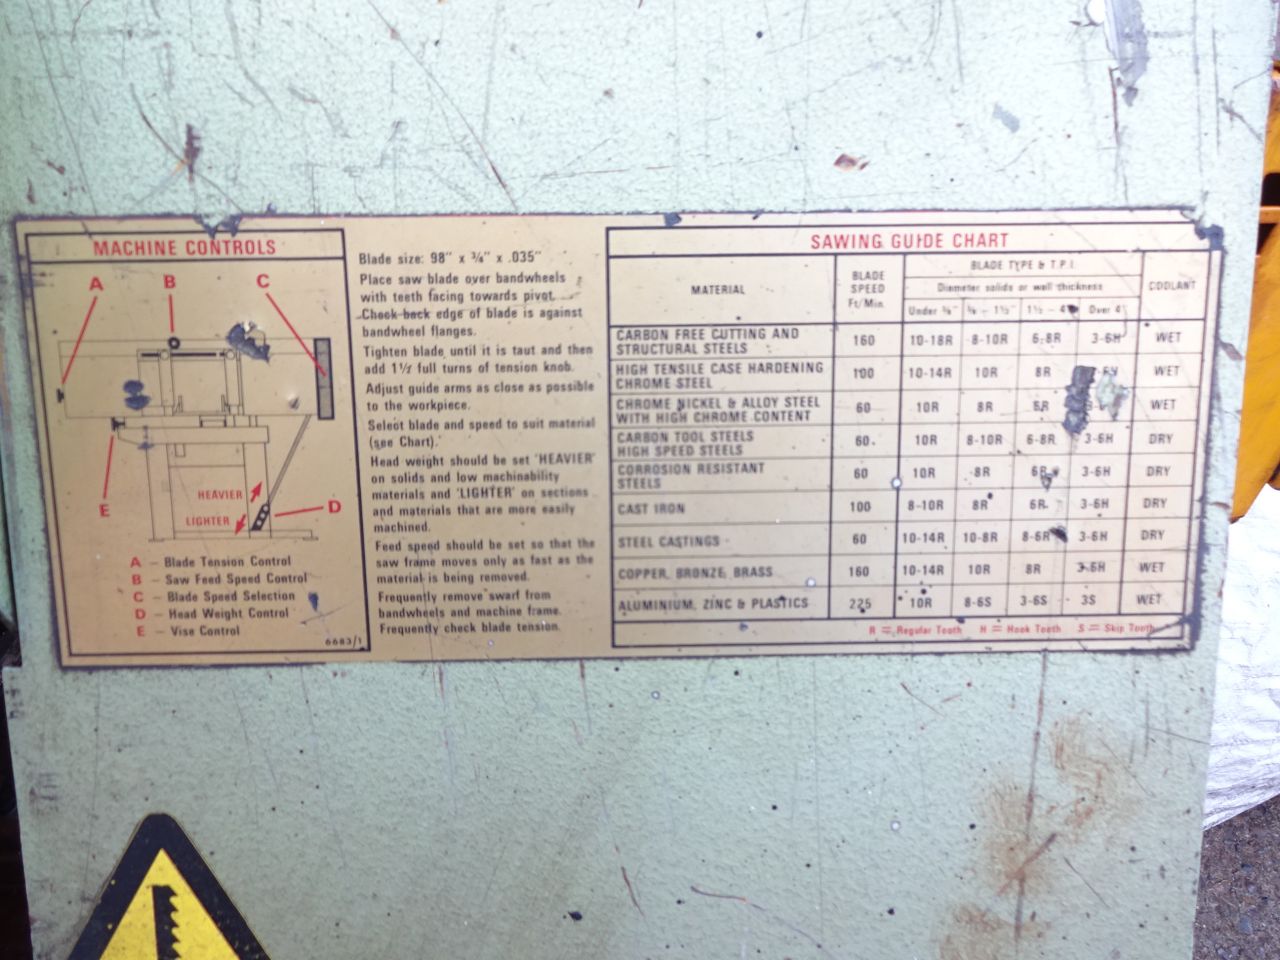 MACHINE CONTROLS
A B C
HEAVIER
LIGHTER
D
E
A – Blade Tension Control
B – Saw Feed Speed Control
C – Blade Speed Selection
D – Head Weight Control
E – Vise Control
6683/1
Blade size: 98" x ¾" x .035"
Place saw blade over bandwheels
with teeth facing towards pivot.
Check back edge of blade is against
bandwheel flanges.
Tighten blade until it is taut and then
add 1½ full turns of tension knob.
Adjust guide arms as close as possible
to the workpiece.
Select blade and speed to suit material
(see Chart).
Head weight should be set 'HEAVIER'
on solids and low machinability
materials and 'LIGHTER' on sections
and materials that are more easily
machined.
Feed speed should be set so that the
saw frame moves only as fast as the
material is being removed.
Frequently remove swarf from
bandwheels and machine frame.
Frequently check blade tension.
SAWING GUIDE CHART
MATERIAL
BLADE
SPEED
Ft/Min.
BLADE TYPE & T.P.I.
Diameter solids or wall thickness
Under 1½" Over 4"
COOLANT
CARBON FREE CUTTING AND
STRUCTURAL STEELS
160 10-18R 8-10R 6-8R 3-6H WET
HIGH TENSILE CASE HARDENING
CHROME STEEL
100 10-14R 10R 8R WET
CHROME NICKEL & ALLOY STEEL
WITH HIGH CHROME CONTENT
60 10R 8R 6R WET
CARBON TOOL STEELS
HIGH SPEED STEELS
60 10R 8-10R 6-8R 3-6H DRY
CORROSION RESISTANT
STEELS
60 10R 8R 6R 3-6H DRY
CAST IRON 100 8-10R 8R 6R 3-6H DRY
STEEL CASTINGS 60 10-14R 10-8R 8-6R 3-6H DRY
COPPER, BRONZE, BRASS 160 10-14R 10R 8R 3-6H WET
ALUMINIUM, ZINC & PLASTICS 225 10R 8-6S 3-6S 3S WET
R = Regular Tooth H = Hook Tooth S = Skip Tooth